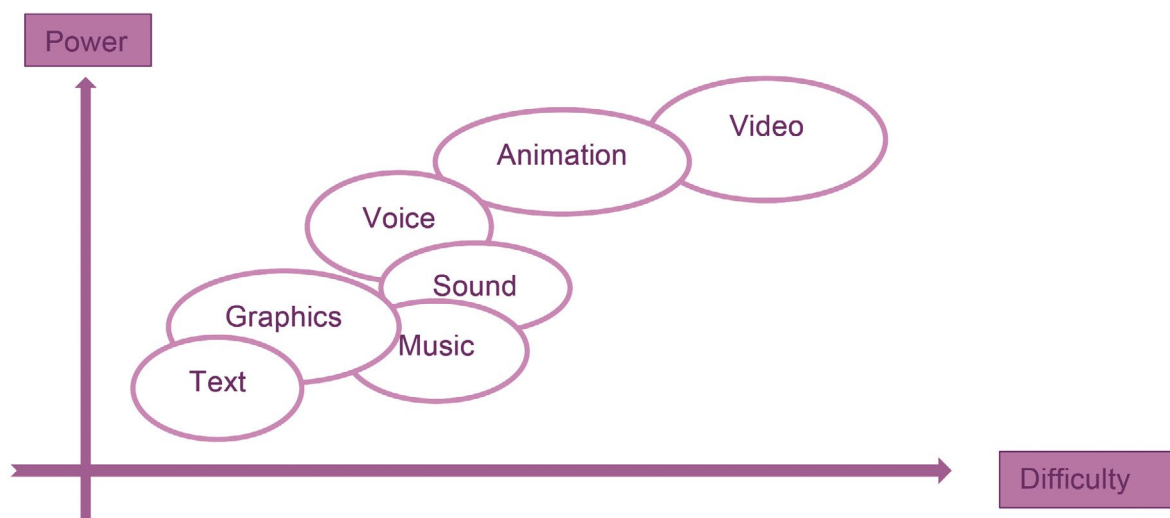 Power
Video
Animation
Voice
Sound
Graphics
Music
Text
Difficulty